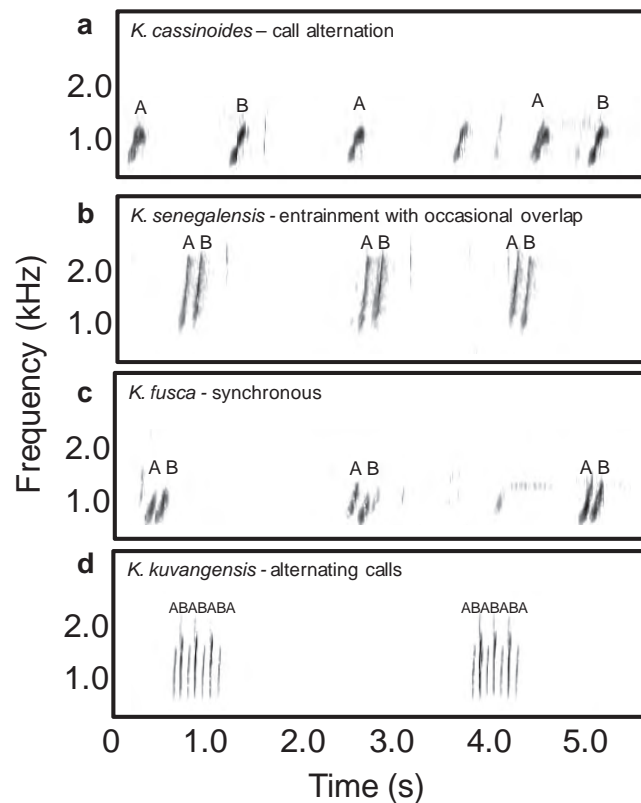 a
K. cassinoides – call alternation
2.0
1.0
A B A A B
b
K. senegalensis - entrainment with occasional overlap
2.0
1.0
A B A B A B
c
K. fusca - synchronous
2.0
1.0
A B A B A B
d
K. kuvangensis - alternating calls
2.0
1.0
ABABABA ABABABA
Frequency (kHz)
0 1.0 2.0 3.0 4.0 5.0
Time (s)